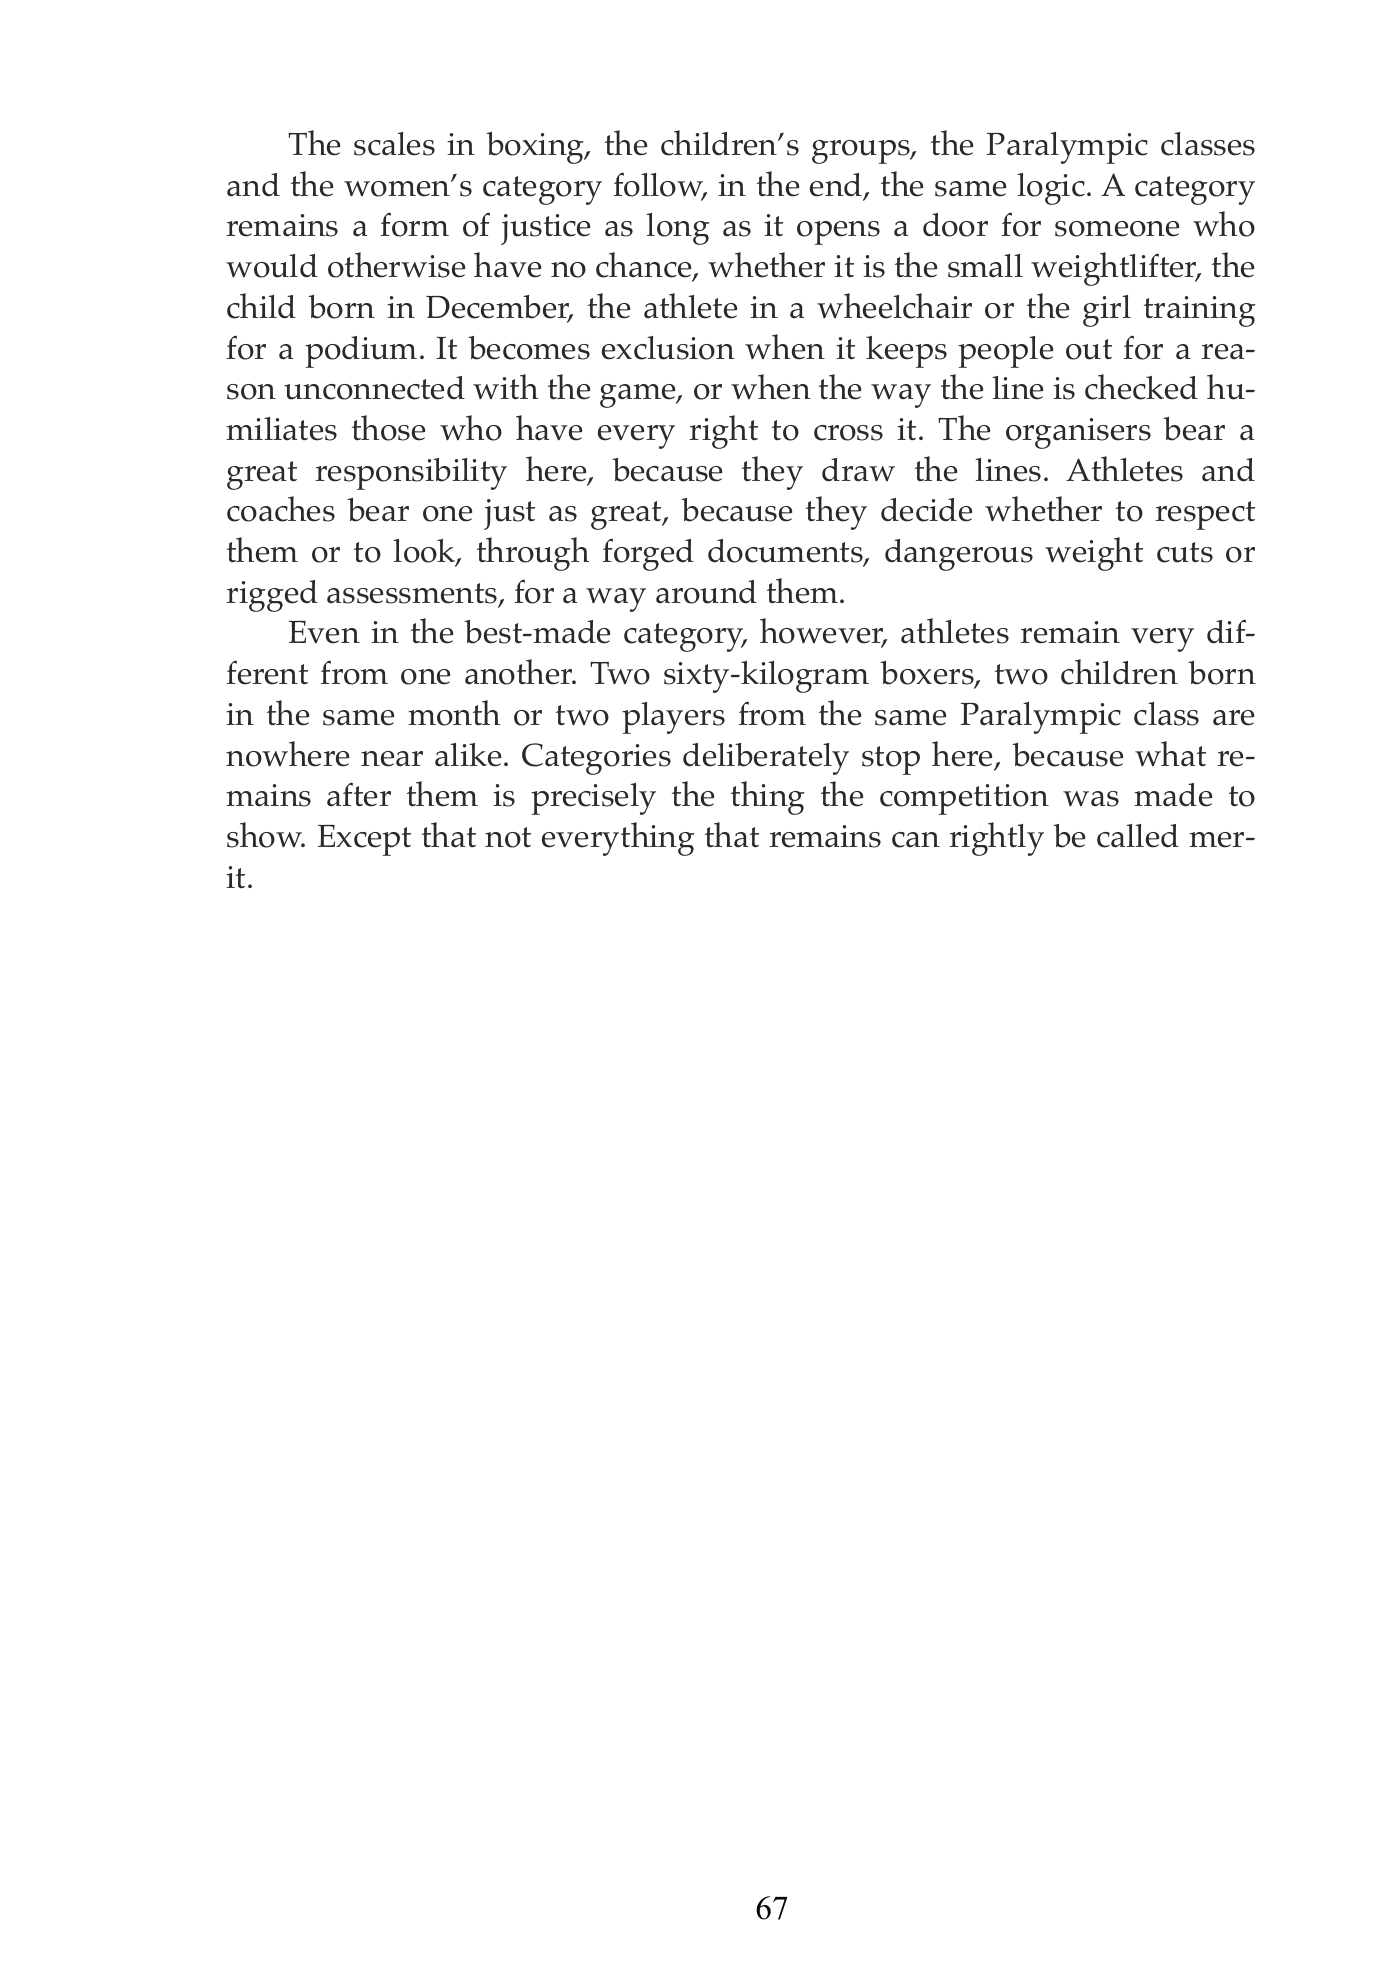 The scales in boxing, the children’s groups, the Paralympic classes
and the women’s category follow, in the end, the same logic. A category
remains a form of justice as long as it opens a door for someone who
would otherwise have no chance, whether it is the small weightlifter, the
child born in December, the athlete in a wheelchair or the girl training
for a podium. It becomes exclusion when it keeps people out for a rea-
son unconnected with the game, or when the way the line is checked hu-
miliates those who have every right to cross it. The organisers bear a
great responsibility here, because they draw the lines. Athletes and
coaches bear one just as great, because they decide whether to respect
them or to look, through forged documents, dangerous weight cuts or
rigged assessments, for a way around them.
Even in the best-made category, however, athletes remain very dif-
ferent from one another. Two sixty-kilogram boxers, two children born
in the same month or two players from the same Paralympic class are
nowhere near alike. Categories deliberately stop here, because what re-
mains after them is precisely the thing the competition was made to
show. Except that not everything that remains can rightly be called mer-
it.
67